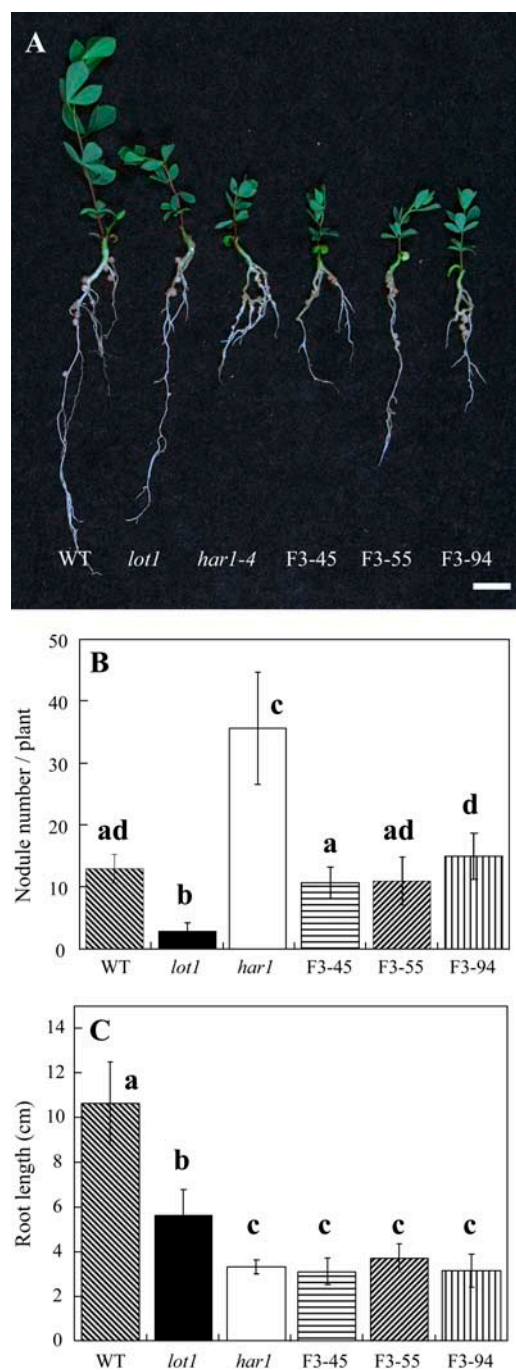 A
WT lot1 har1-4 F3-45 F3-55 F3-94
B
Nodule number / plant
50
40
30
20
10
0
ad b c a ad d
WT lot1 har1 F3-45 F3-55 F3-94
C
Root length (cm)
14
12
10
8
6
4
2
0
a b c c c c
WT lot1 har1 F3-45 F3-55 F3-94